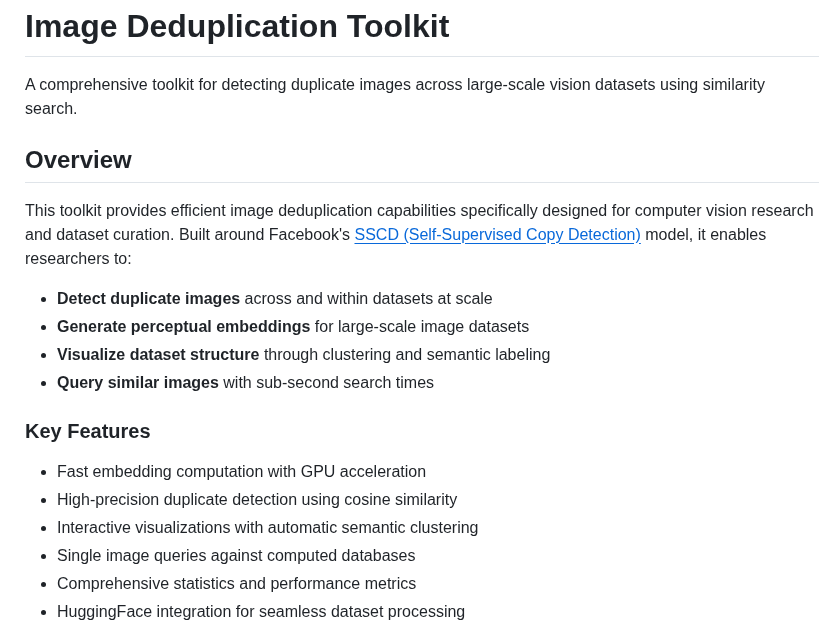 Image Deduplication Toolkit
A comprehensive toolkit for detecting duplicate images across large-scale vision datasets using similarity
search.
Overview
This toolkit provides efficient image deduplication capabilities specifically designed for computer vision research
and dataset curation. Built around Facebook's SSCD (Self-Supervised Copy Detection) model, it enables
researchers to:
• Detect duplicate images across and within datasets at scale
• Generate perceptual embeddings for large-scale image datasets
• Visualize dataset structure through clustering and semantic labeling
• Query similar images with sub-second search times
Key Features
• Fast embedding computation with GPU acceleration
• High-precision duplicate detection using cosine similarity
• Interactive visualizations with automatic semantic clustering
• Single image queries against computed databases
• Comprehensive statistics and performance metrics
• HuggingFace integration for seamless dataset processing